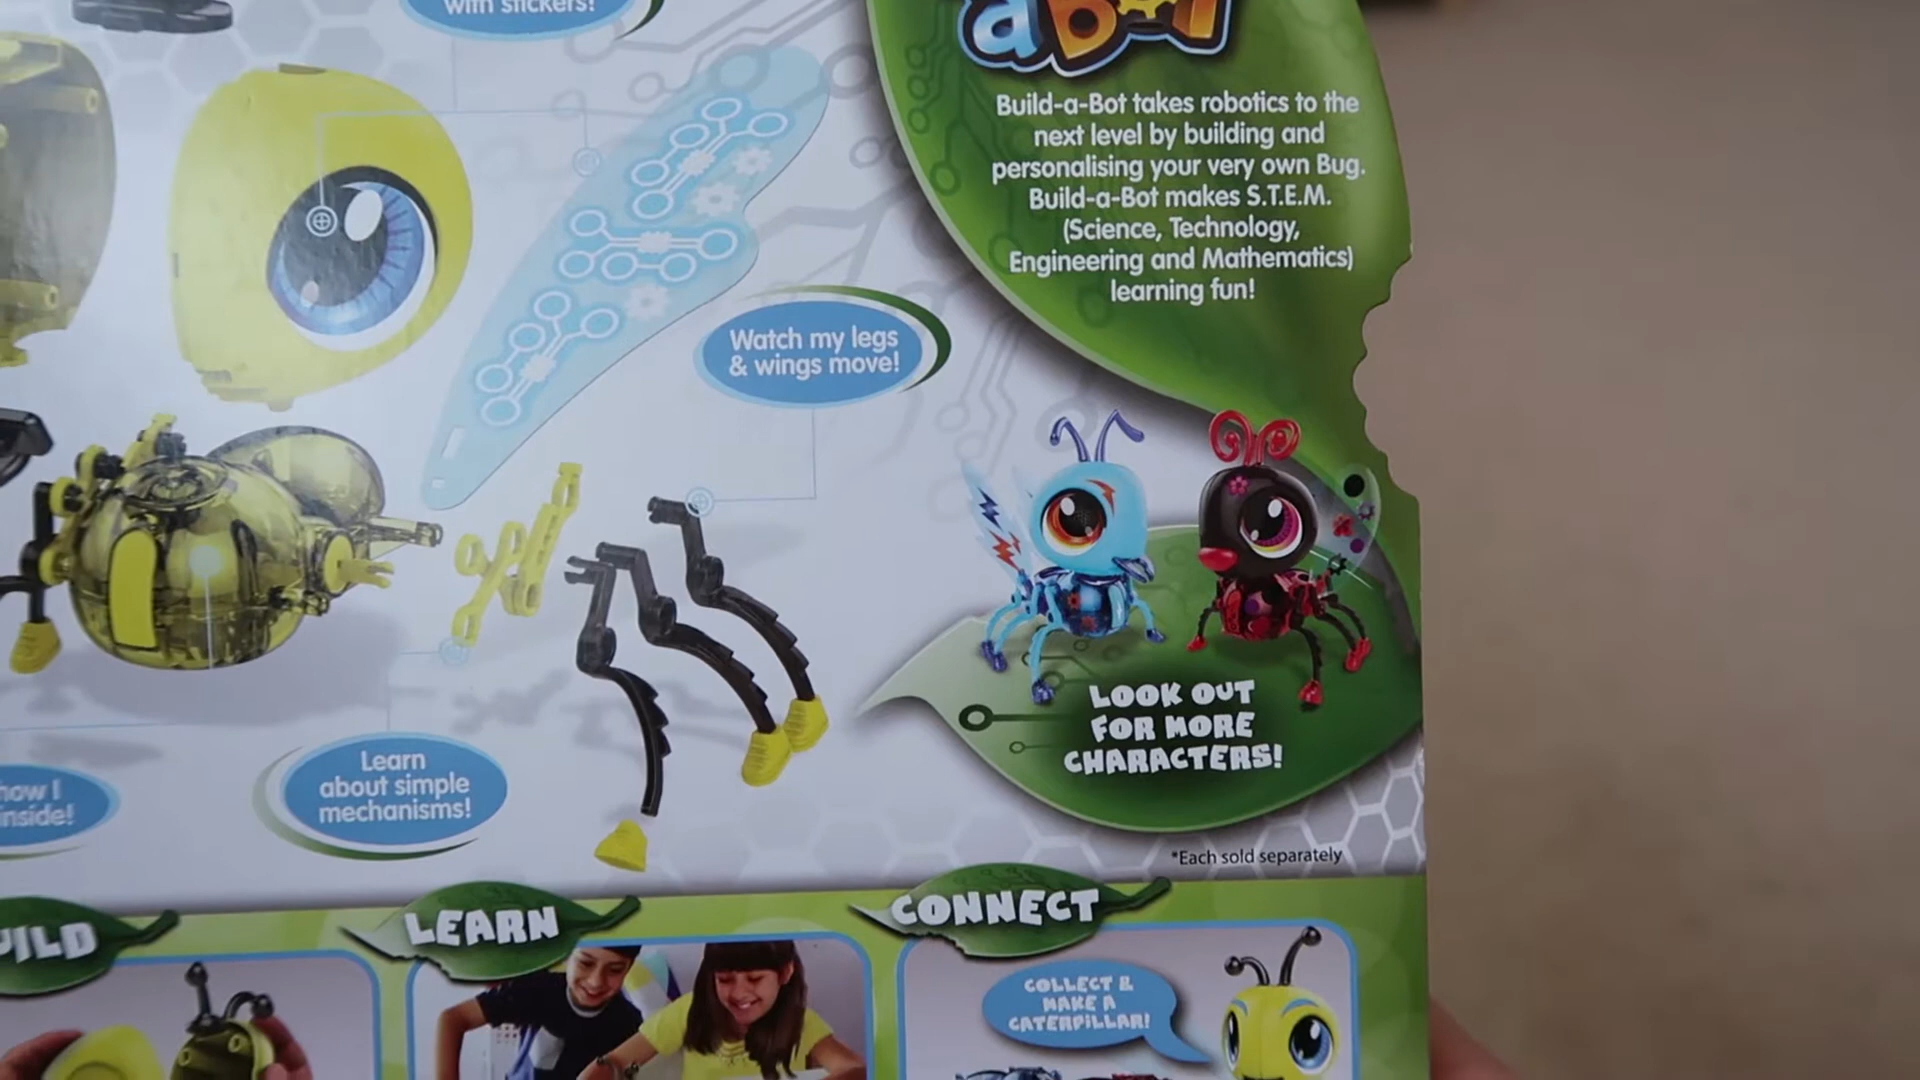 with stickers!
a BoT
Build-a-Bot takes robotics to the
next level by building and
personalising your very own Bug.
Build-a-Bot makes S.T.E.M.
(Science, Technology,
Engineering and Mathematics)
learning fun!
Watch my legs
& wings move!
LOOK OUT
FOR MORE
CHARACTERS!
how I
inside!
Learn
about simple
mechanisms!
*Each sold separately
LEARN
CONNECT
COLLECT &
MAKE A
CATERPILLAR!